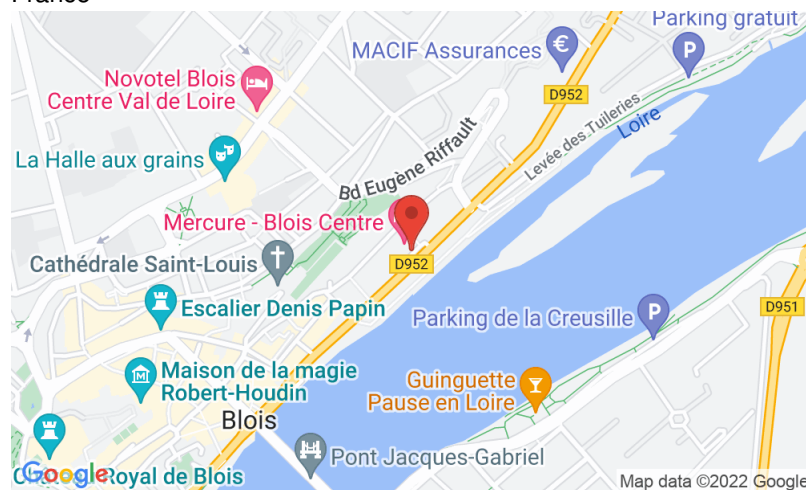 France
Parking gratuit
MACIF Assurances
Novotel Blois
Centre Val de Loire
D952
Loire
Levée des Tuileries
La Halle aux grains
Bd Eugène Riffault
Mercure - Blois Centre
Cathédrale Saint-Louis
D952
Escalier Denis Papin
Parking de la Creusille
D951
Maison de la magie
Robert-Houdin
Guinguette
Pause en Loire
Blois
Pont Jacques-Gabriel
Royal de Blois
Google
Map data ©2022 Google